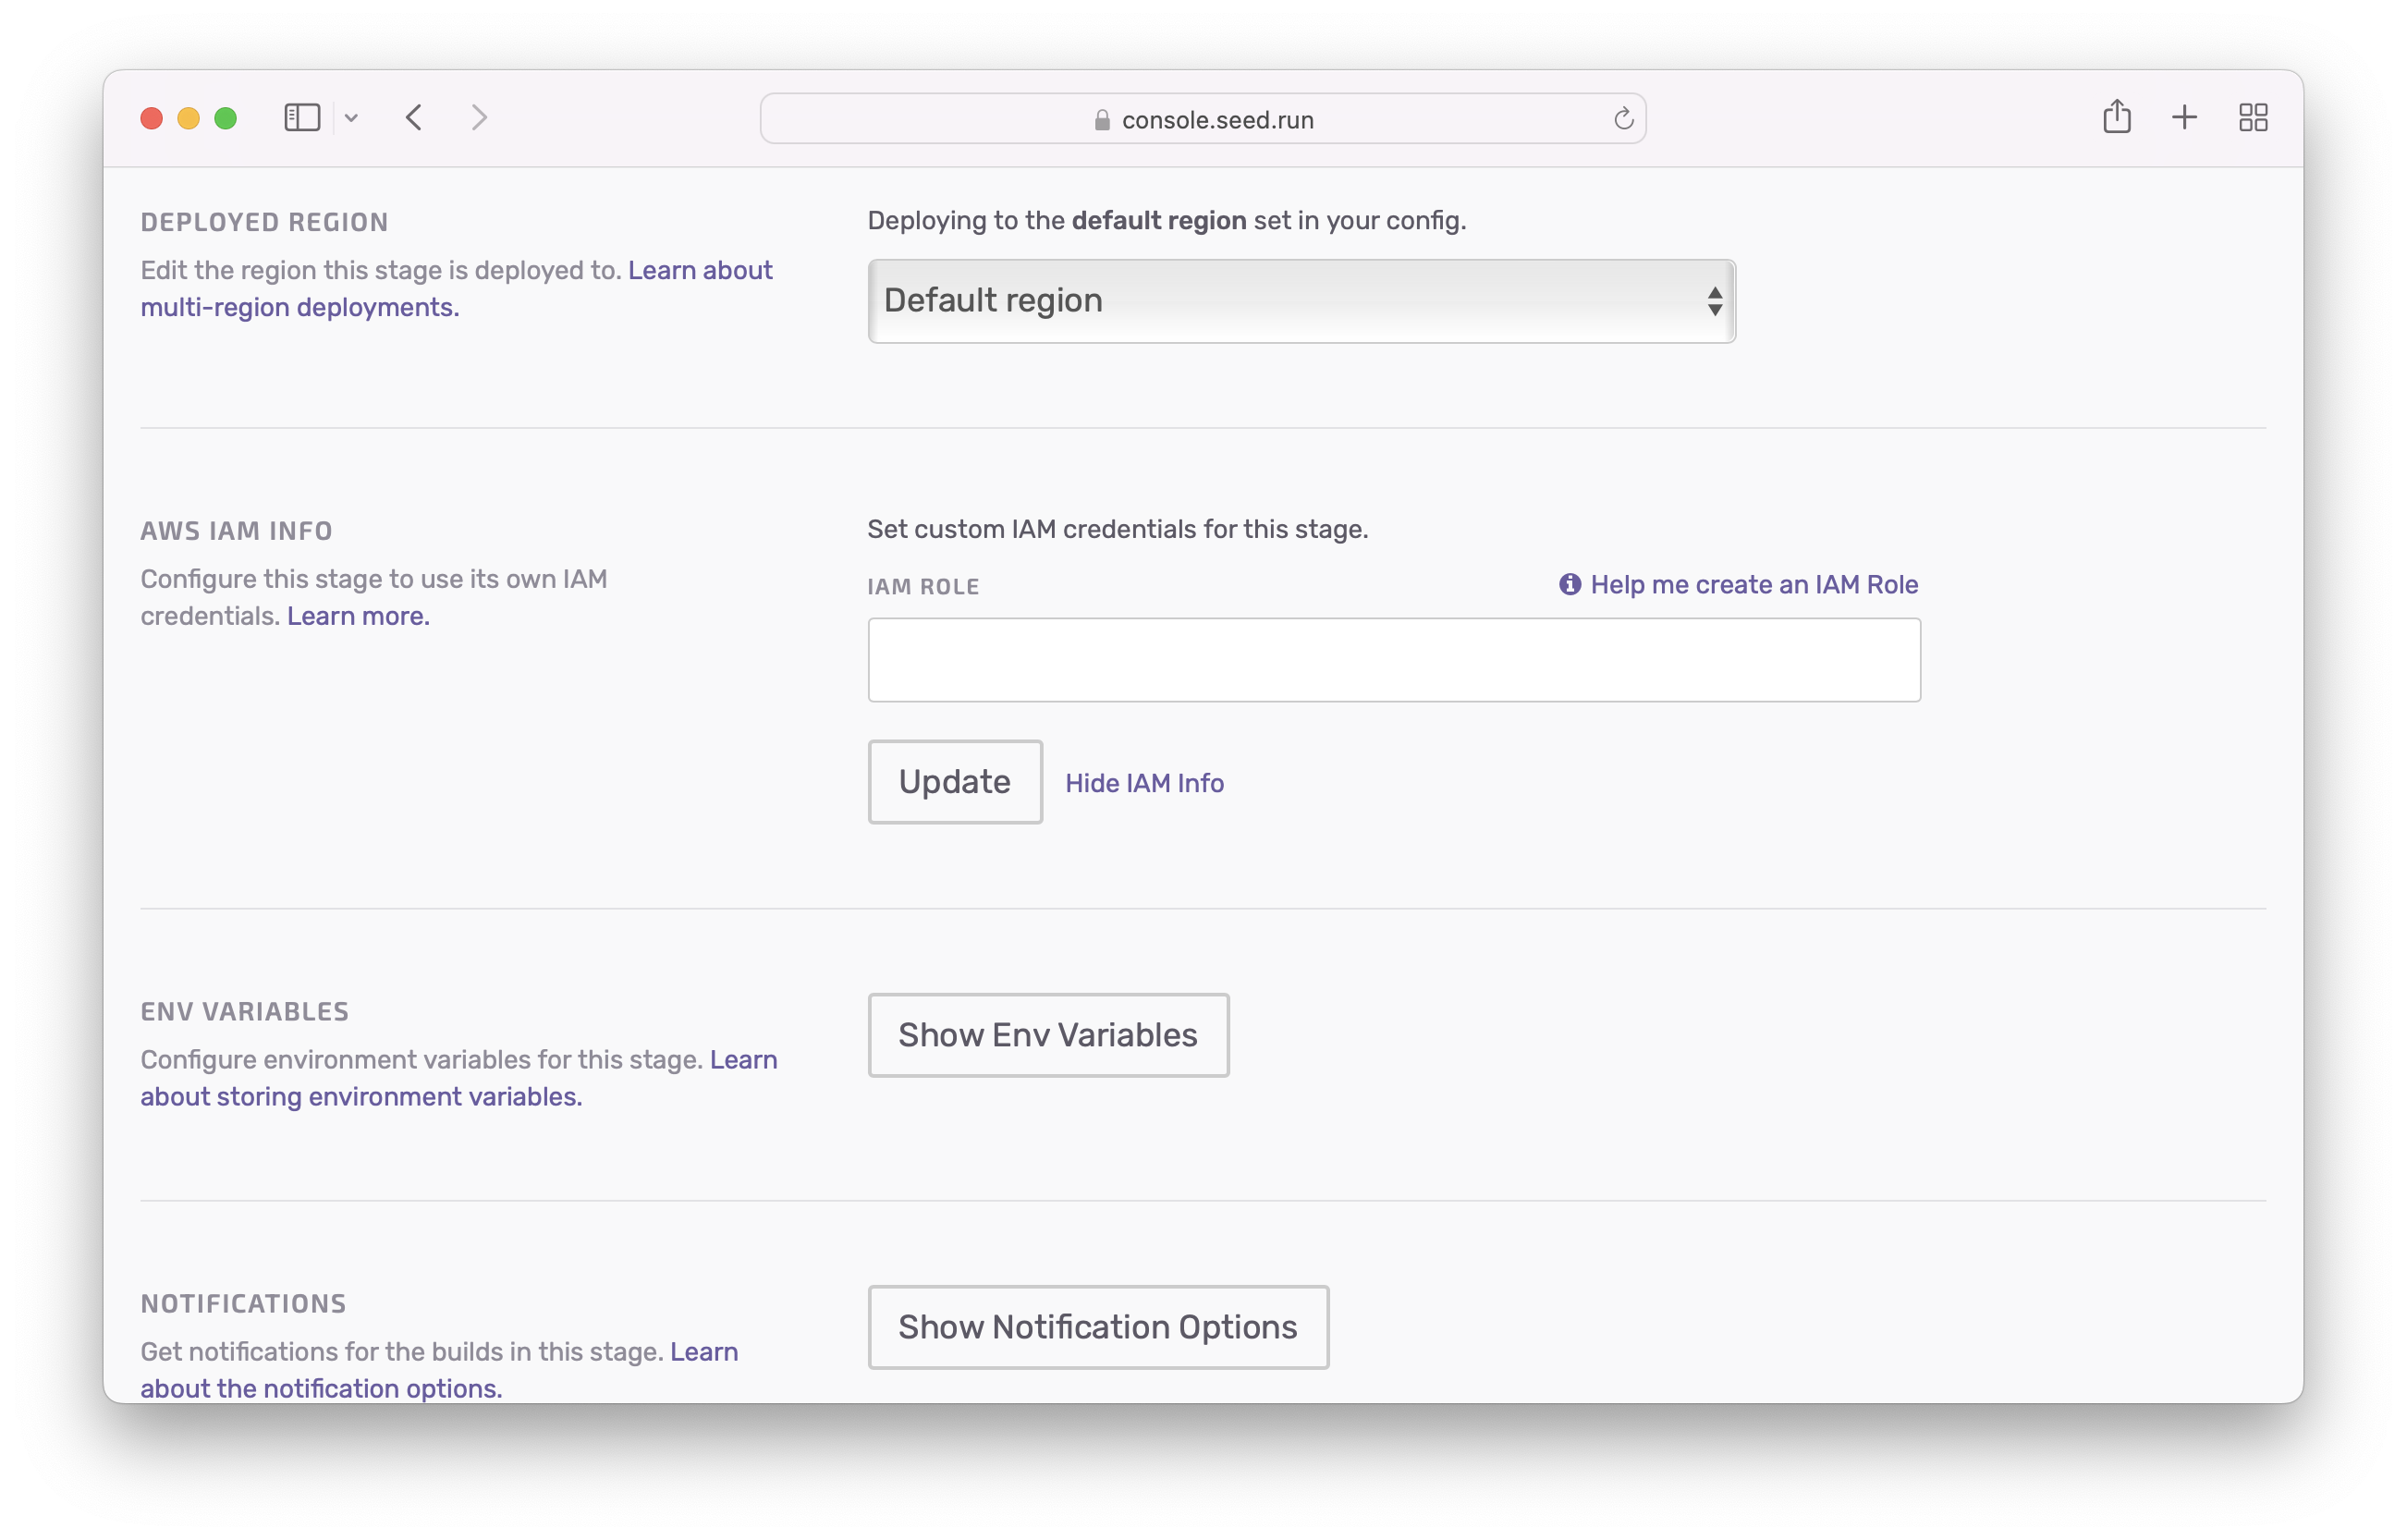 console.seed.run
DEPLOYED REGION
Edit the region this stage is deployed to. Learn about
multi-region deployments.
Deploying to the default region set in your config.
Default region
AWS IAM INFO
Configure this stage to use its own IAM
credentials. Learn more.
Set custom IAM credentials for this stage.
IAM ROLE
Help me create an IAM Role
Update
Hide IAM Info
ENV VARIABLES
Configure environment variables for this stage. Learn
about storing environment variables.
Show Env Variables
NOTIFICATIONS
Get notifications for the builds in this stage. Learn
about the notification options.
Show Notification Options